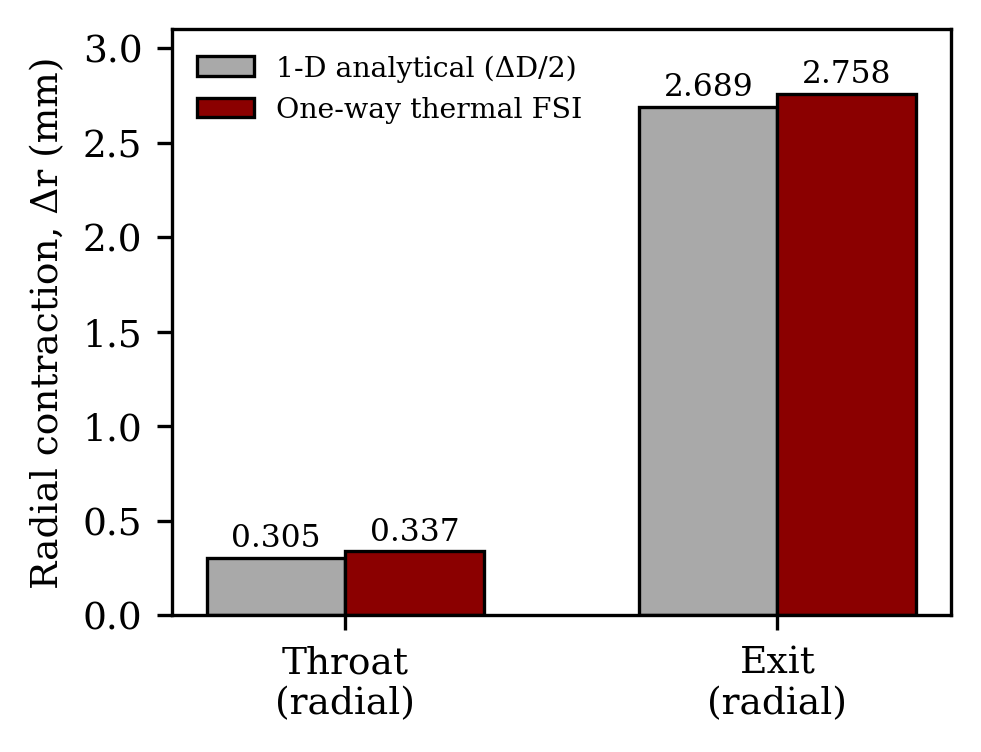 Radial contraction, Δr (mm)
3.0
2.5
2.0
1.5
1.0
0.5
0.0
1-D analytical (ΔD/2)
One-way thermal FSI
0.305
0.337
2.689
2.758
Throat
(radial)
Exit
(radial)